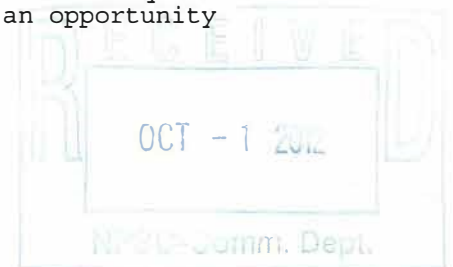 an opportunity
RECEIVED
OCT - 1 2012
Comm. Dept.